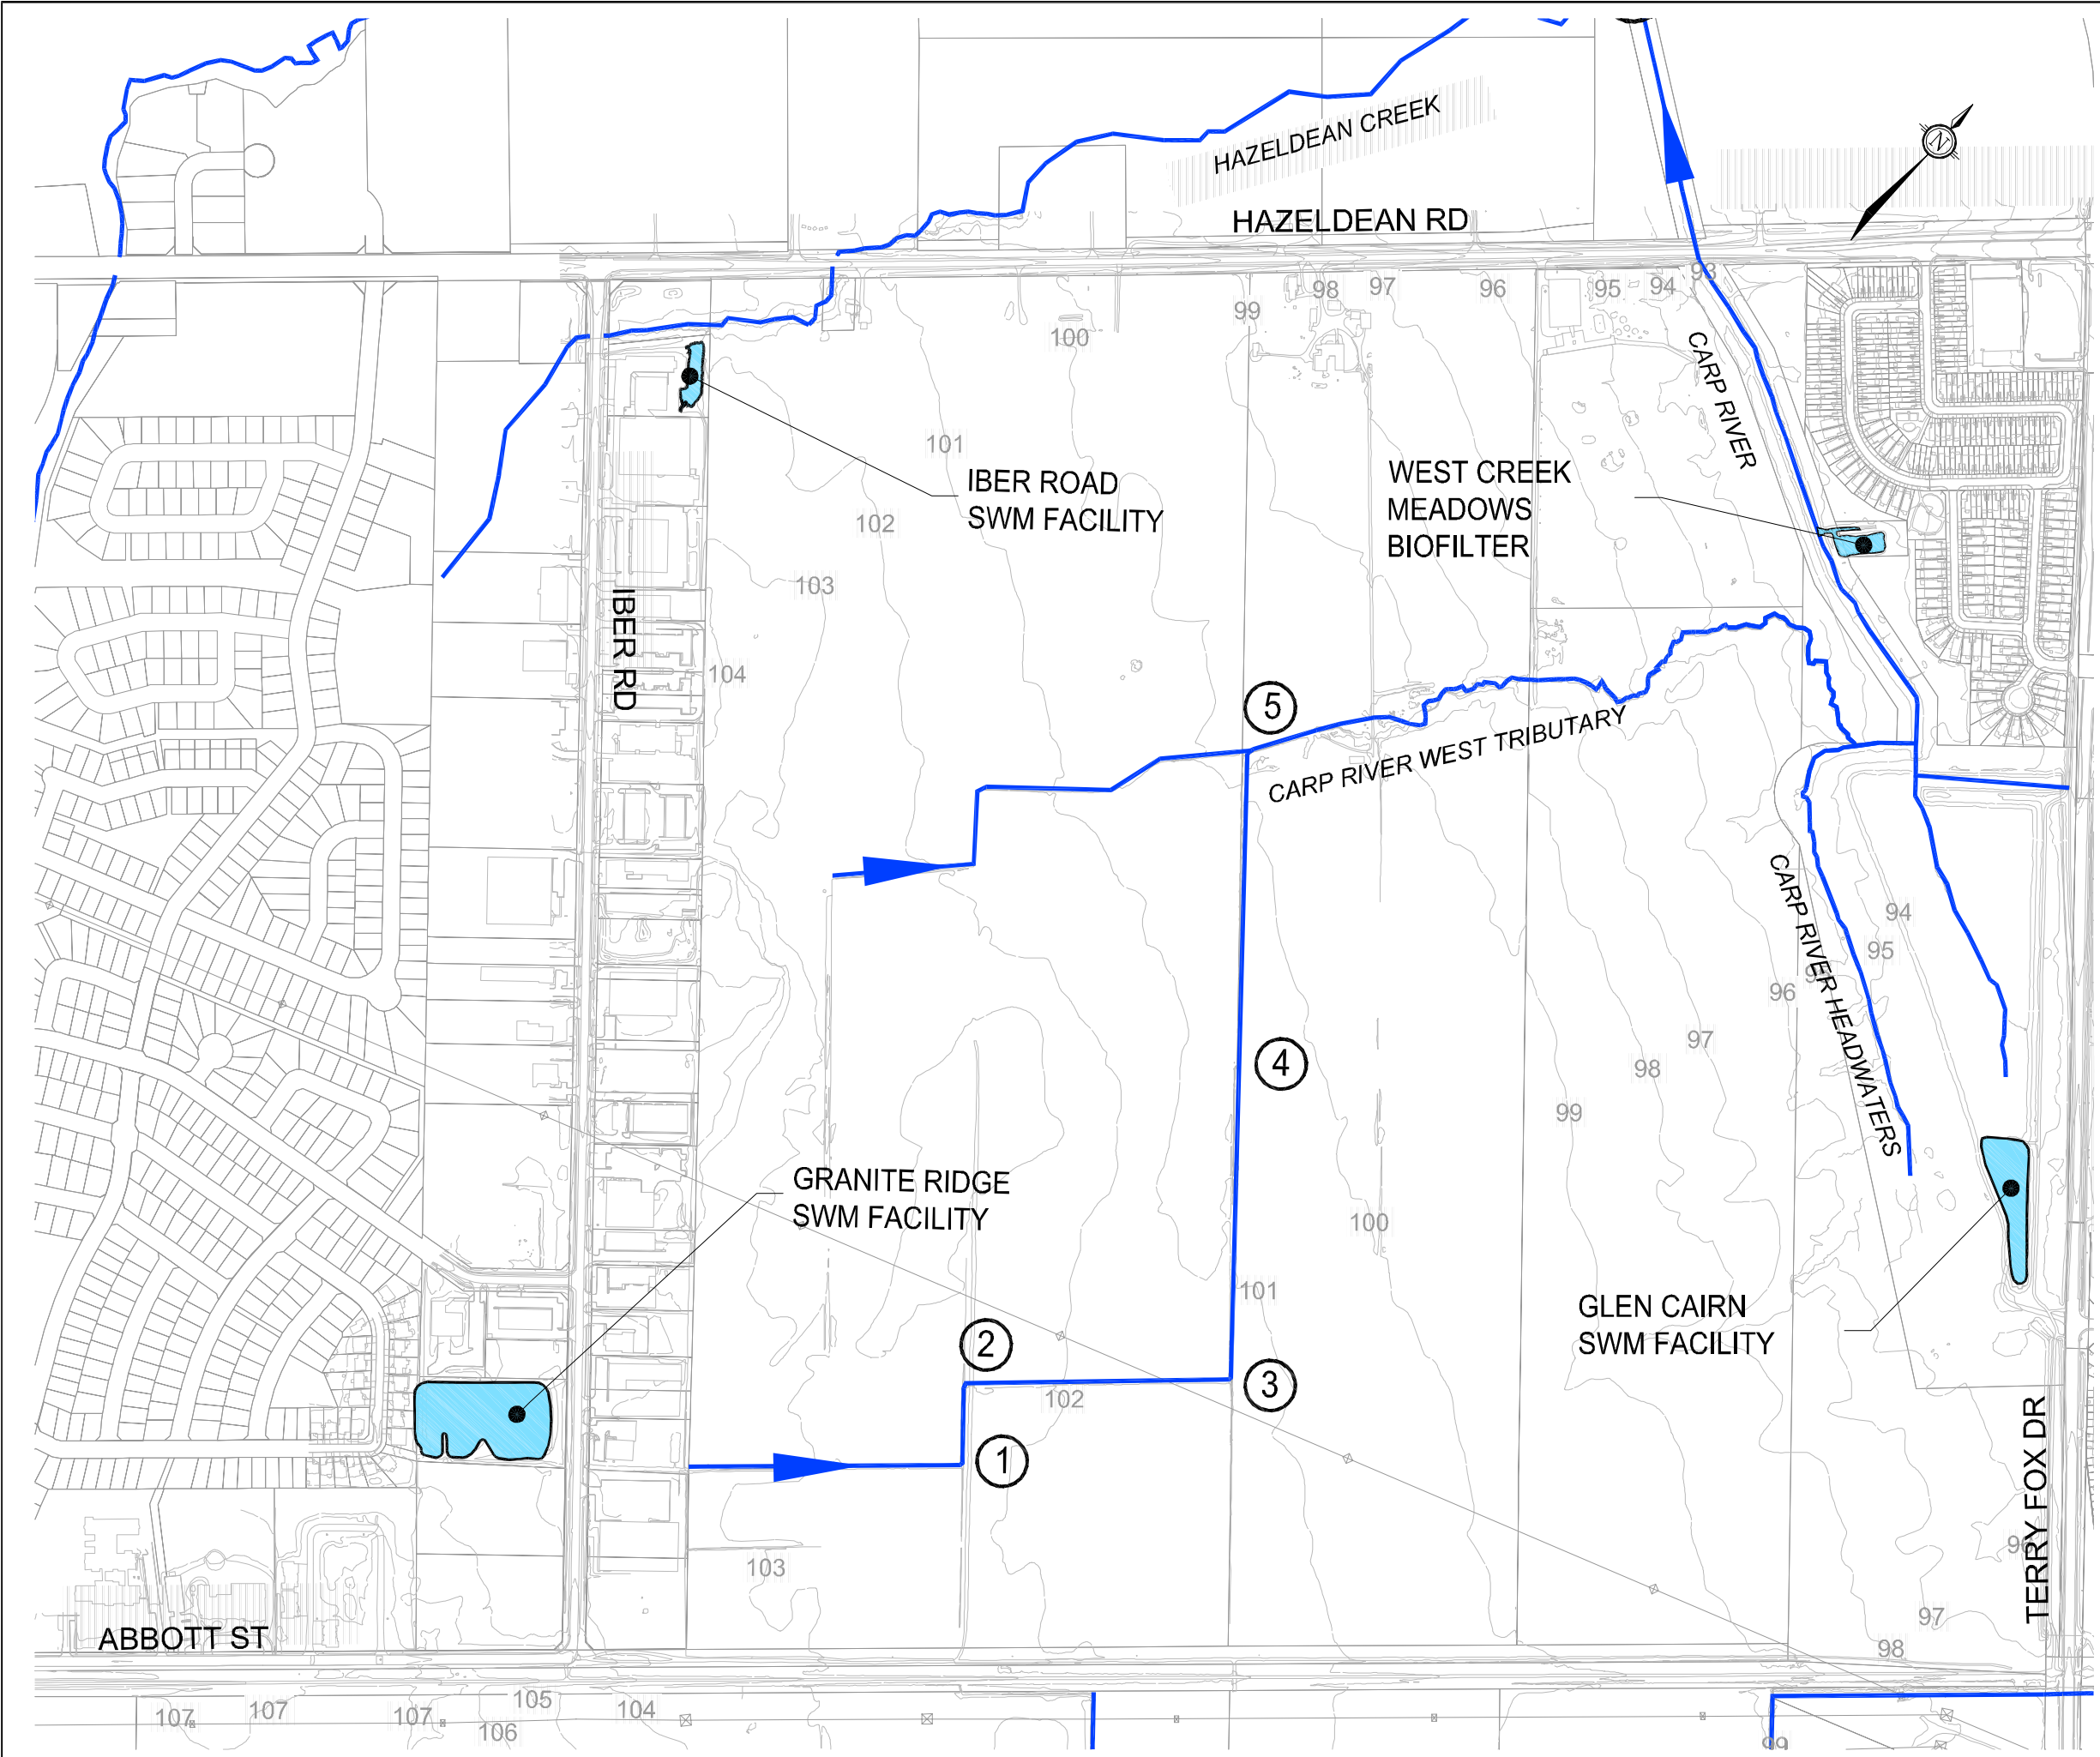 HAZELDEAN CREEK
N
HAZELDEAN RD
93
94
95
96
97
98
99
100
CARP RIVER
101
IBER ROAD
SWM FACILITY
WEST CREEK
MEADOWS
BIOFILTER
102
103
IBER RD
104
5
CARP RIVER WEST TRIBUTARY
CARP RIVER HEADWATERS
94
95
96
97
98
99
4
GRANITE RIDGE
SWM FACILITY
100
101
GLEN CAIRN
SWM FACILITY
2
3
102
1
TERRY FOX DR
103
96
97
98
ABBOTT ST
107
107
107
105
106
104
99